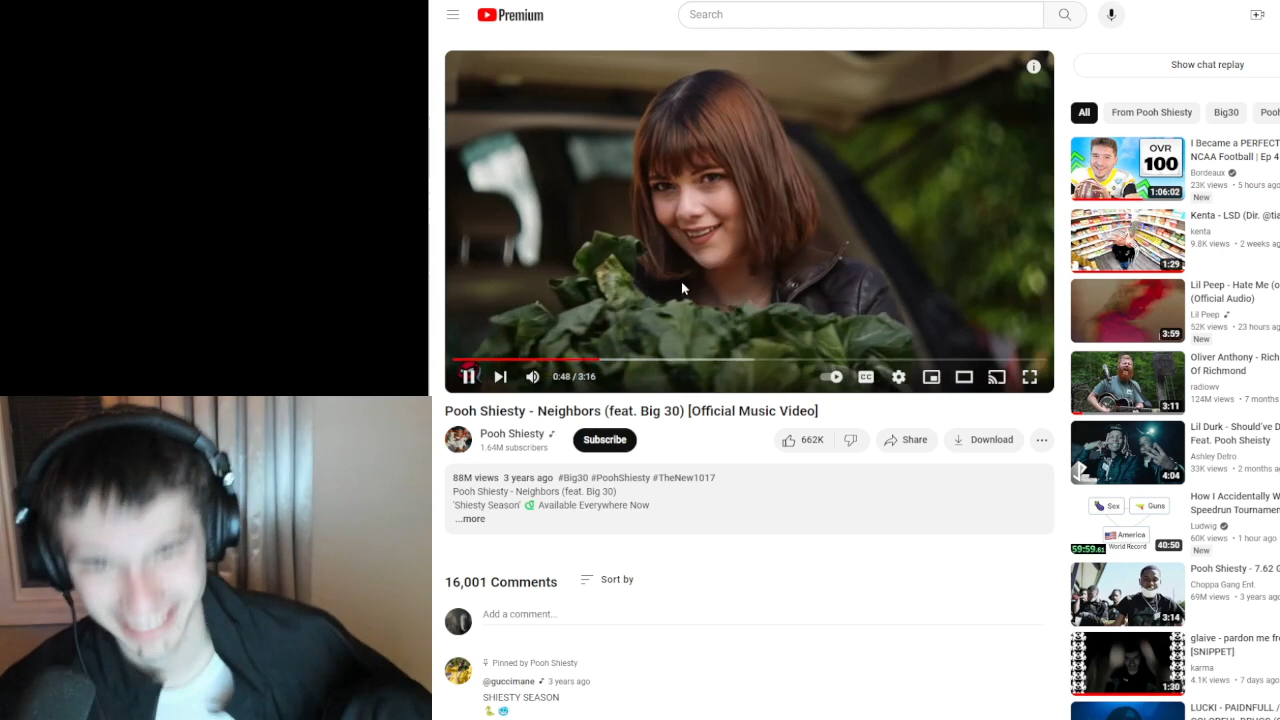 Premium
Search
Show chat replay
All
From Pooh Shiesty
Big30
Pooh
I Became a PERFECT
NCAA Football | Ep 4
Bordeaux
23K views • 5 hours ago
New
OVR
100
1:06:02
Kenta - LSD (Dir. @tia
kenta
9.8K views • 2 weeks ag
1:29
Lil Peep - Hate Me (o
(Official Audio)
Lil Peep
52K views • 23 hours ag
New
3:59
Oliver Anthony - Rich
Of Richmond
radiowv
124M views • 7 months
3:11
Lil Durk - Should've D
Feat. Pooh Sheisty
Ashley Detro
33K views • 2 months a
4:04
How I Accidentally W
Speedrun Tournamen
Ludwig
60K views • 1 hour ago
New
Sex
Guns
America
World Record
59:59.61
40:50
Pooh Shiesty - 7.62 G
Choppa Gang Ent.
69M views • 3 years ago
3:14
glaive - pardon me fr
[SNIPPET]
karma
4.1K views • 7 days ago
1:30
LUCKI - PAIDNFULL /
0:48 / 3:16
CC
Pooh Shiesty - Neighbors (feat. Big 30) [Official Music Video]
Pooh Shiesty
1.64M subscribers
Subscribe
662K
Share
Download
88M views 3 years ago #Big30 #PoohShiesty #TheNew1017
Pooh Shiesty - Neighbors (feat. Big 30)
'Shiesty Season' Available Everywhere Now
...more
16,001 Comments
Sort by
Add a comment...
Pinned by Pooh Shiesty
@guccimane 3 years ago
SHIESTY SEASON